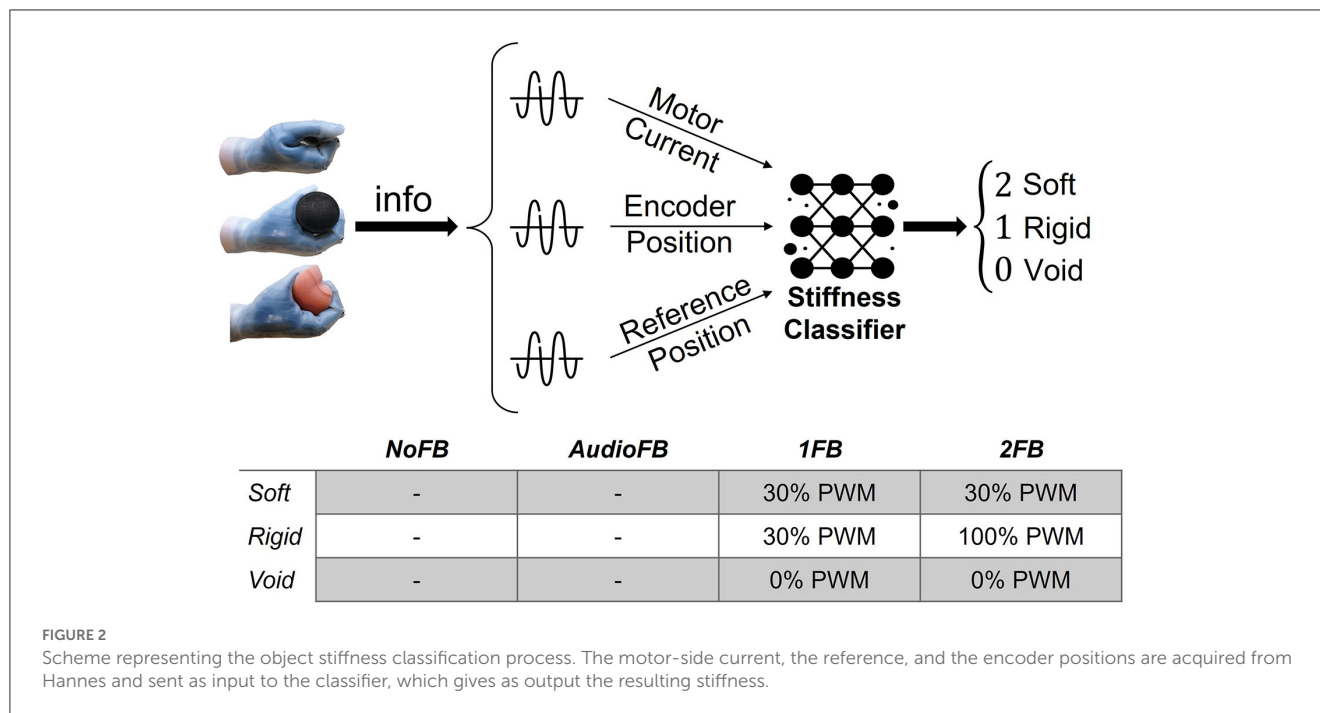 info
Motor
Current
Encoder
Position
Reference
Position
Stiffness
Classifier
2 Soft
1 Rigid
0 Void
NoFB AudioFB 1FB 2FB
Soft - - 30% PWM 30% PWM
Rigid - - 30% PWM 100% PWM
Void - - 0% PWM 0% PWM
FIGURE 2
Scheme representing the object stiffness classification process. The motor-side current, the reference, and the encoder positions are acquired from
Hannes and sent as input to the classifier, which gives as output the resulting stiffness.